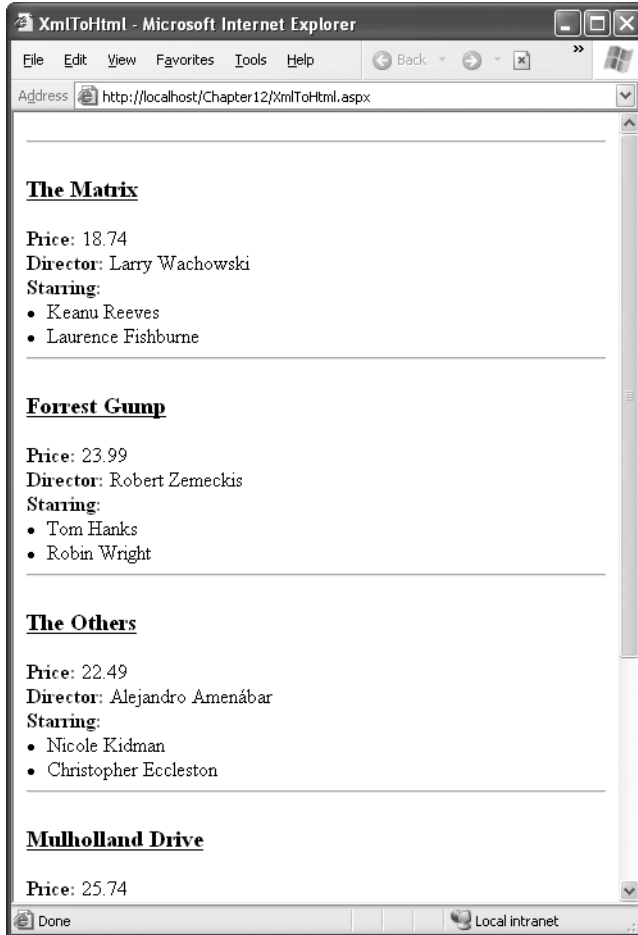 XmlToHtml - Microsoft Internet Explorer
File Edit View Favorites Tools Help Back »
Address http://localhost/Chapter12/XmlToHtml.aspx
The Matrix
Price: 18.74
Director: Larry Wachowski
Starring:
• Keanu Reeves
• Laurence Fishburne
Forrest Gump
Price: 23.99
Director: Robert Zemeckis
Starring:
• Tom Hanks
• Robin Wright
The Others
Price: 22.49
Director: Alejandro Amenábar
Starring:
• Nicole Kidman
• Christopher Eccleston
Mulholland Drive
Price: 25.74
Done Local intranet